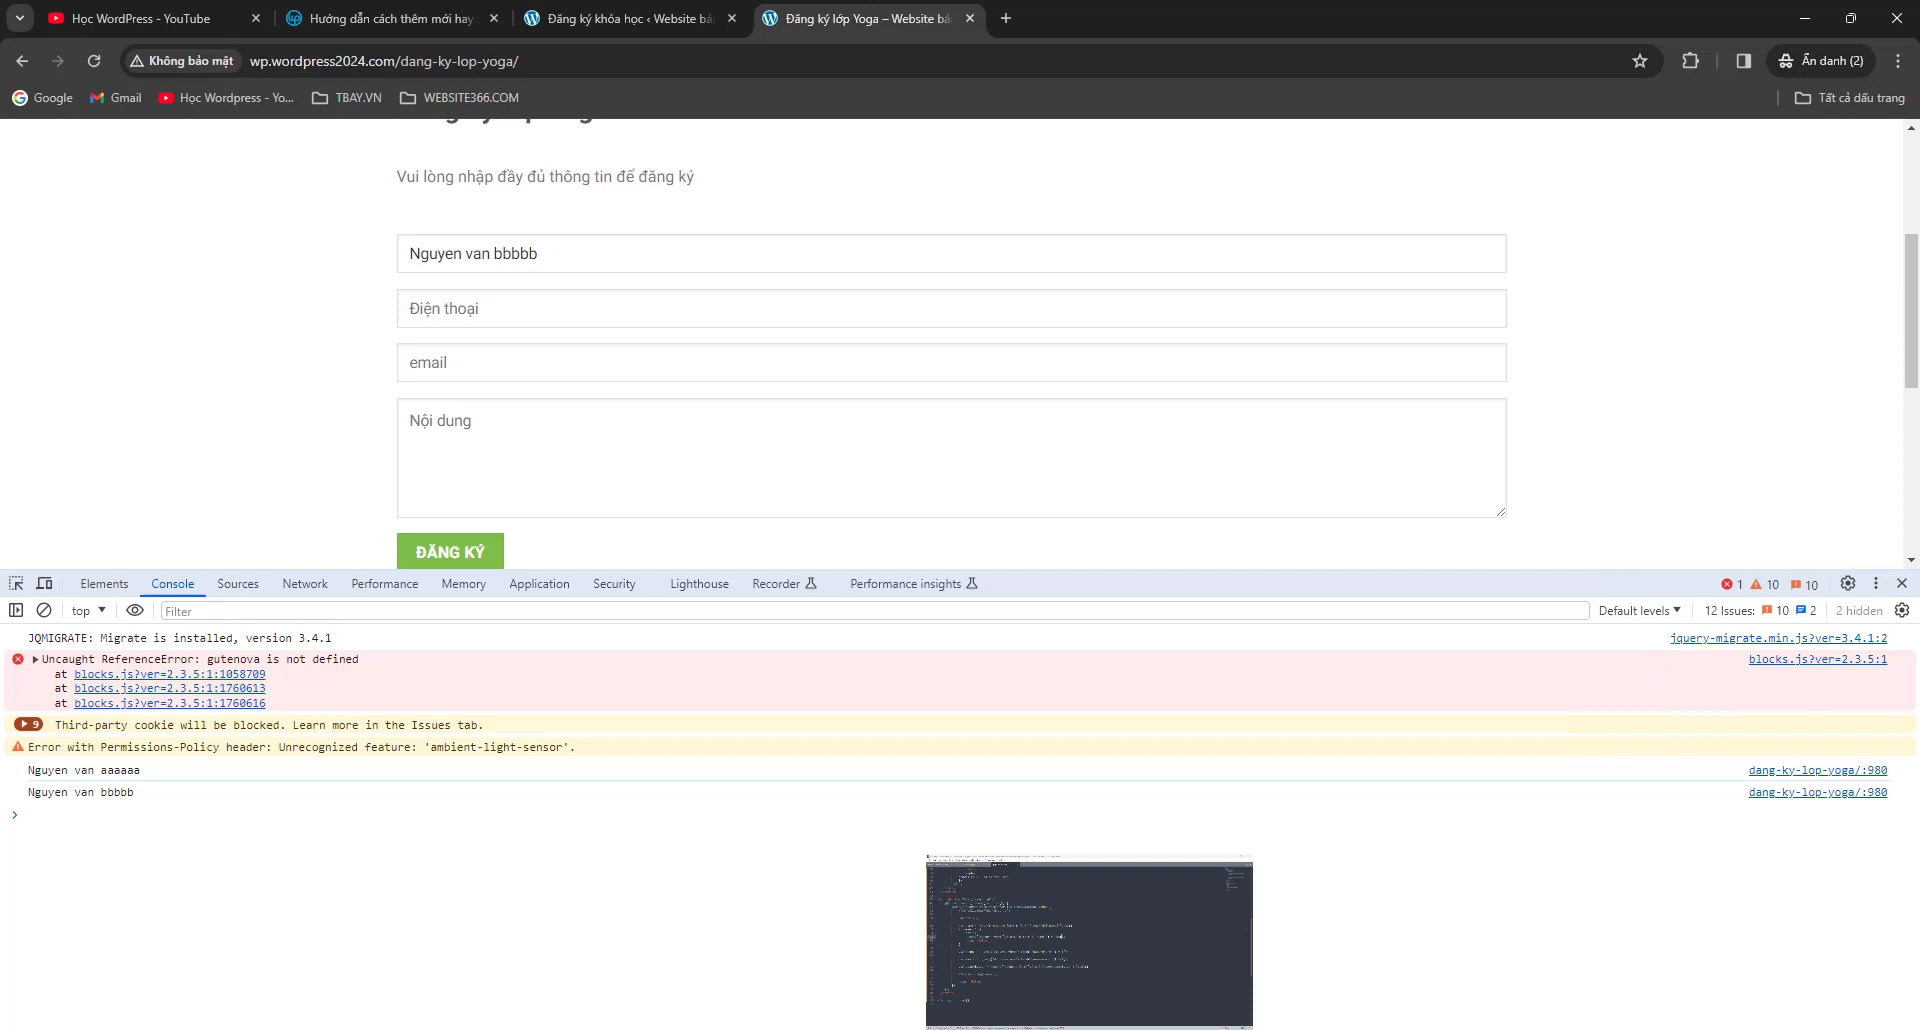 Học WordPress - YouTube
Hướng dẫn cách thêm mới hay
Đăng ký khóa học ‹ Website bá
Đăng ký lớp Yoga – Website bá
Không bảo mật
wp.wordpress2024.com/dang-ky-lop-yoga/
Ẩn danh (2)
Google
Gmail
Học Wordpress - Yo...
TBAY.VN
WEBSITE366.COM
Tất cả dấu trang
Vui lòng nhập đầy đủ thông tin để đăng ký
Nguyen van bbbbb
Điện thoại
email
Nội dung
ĐĂNG KÝ
Elements Console Sources Network Performance Memory Application Security Lighthouse Recorder Performance insights 1 10 10
top Filter Default levels 12 Issues: 10 2 2 hidden
JQMIGRATE: Migrate is installed, version 3.4.1 jquery-migrate.min.js?ver=3.4.1:2
Uncaught ReferenceError: gutenova is not defined blocks.js?ver=2.3.5:1
at blocks.js?ver=2.3.5:1:1058709
at blocks.js?ver=2.3.5:1:1760613
at blocks.js?ver=2.3.5:1:1760616
9 Third-party cookie will be blocked. Learn more in the Issues tab.
Error with Permissions-Policy header: Unrecognized feature: 'ambient-light-sensor'.
Nguyen van aaaaaa dang-ky-lop-yoga/:980
Nguyen van bbbbb dang-ky-lop-yoga/:980